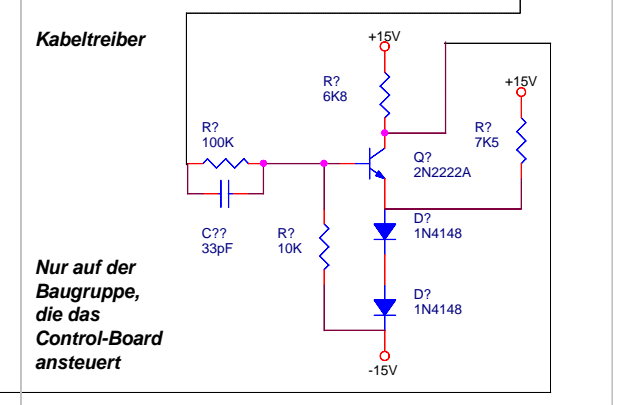 Kabeltreiber
+15V
R?
6K8
+15V
R?
100K
R?
7K5
Q?
2N2222A
C??
33pF
R?
10K
D?
1N4148
Nur auf der
Baugruppe,
die das
Control-Board
ansteuert
D?
1N4148
-15V